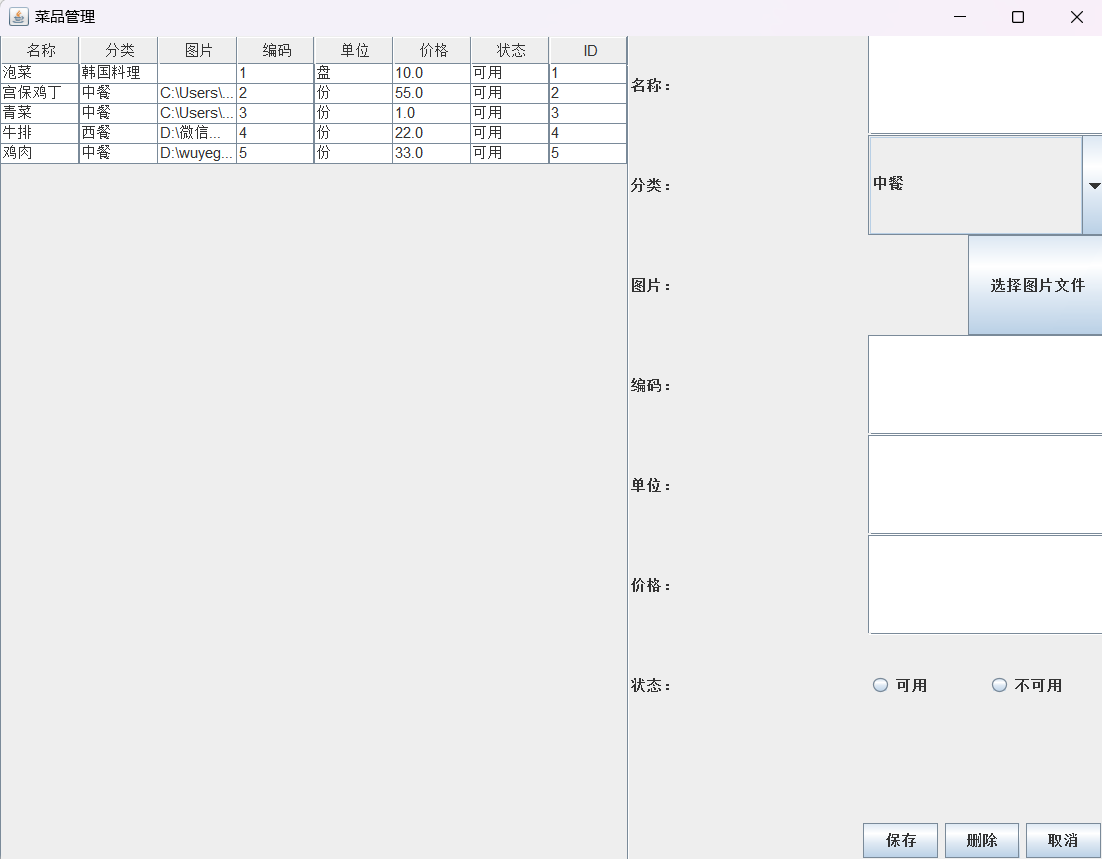 菜品管理
名称 分类 图片 编码 单位 价格 状态 ID
泡菜 韩国料理 1 盘 10.0 可用 1
宫保鸡丁 中餐 C:\Users\... 2 份 55.0 可用 2
青菜 中餐 C:\Users\... 3 份 1.0 可用 3
牛排 西餐 D:\微信... 4 份 22.0 可用 4
鸡肉 中餐 D:\wuyeg... 5 份 33.0 可用 5
名称：
分类： 中餐
图片： 选择图片文件
编码：
单位：
价格：
状态： 可用 不可用
保存 删除 取消